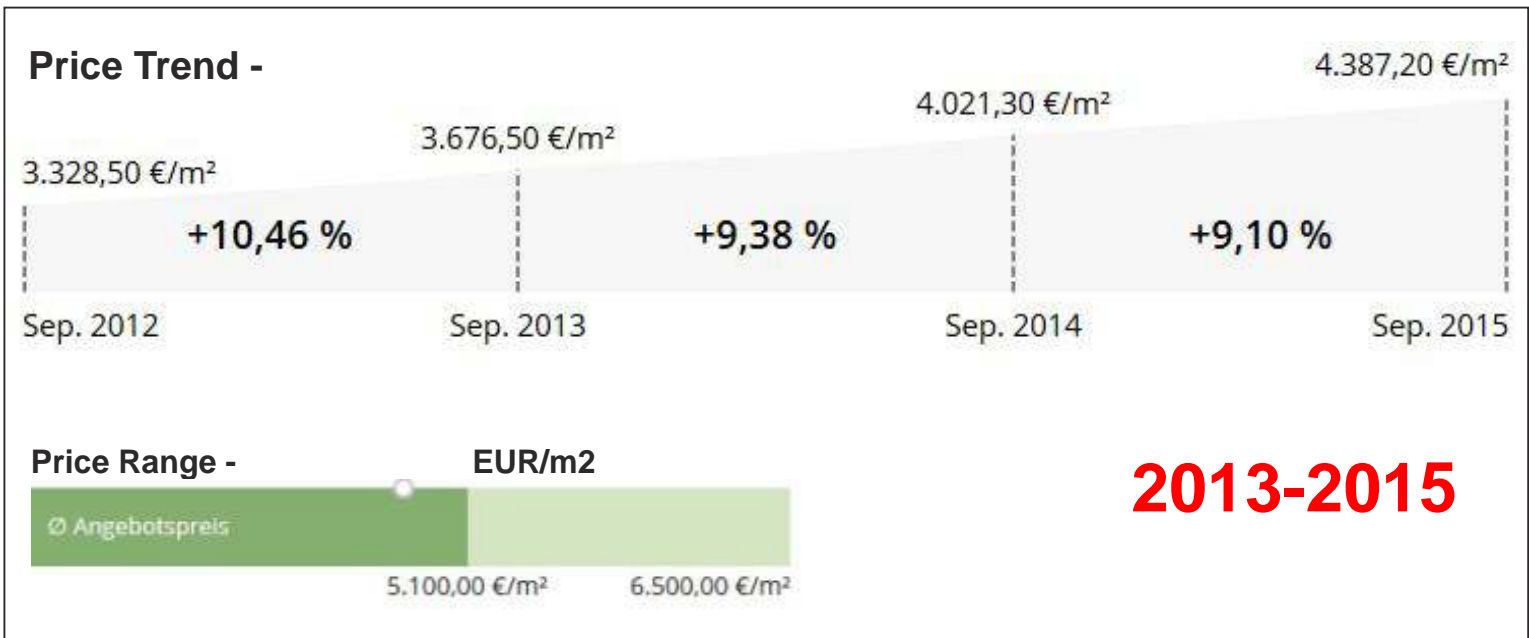 Price Trend -
4.387,20 €/m²
4.021,30 €/m²
3.676,50 €/m²
3.328,50 €/m²
+10,46 %
+9,38 %
+9,10 %
Sep. 2012
Sep. 2013
Sep. 2014
Sep. 2015
Price Range -
EUR/m2
2013-2015
Ø Angebotspreis
5.100,00 €/m²
6.500,00 €/m²